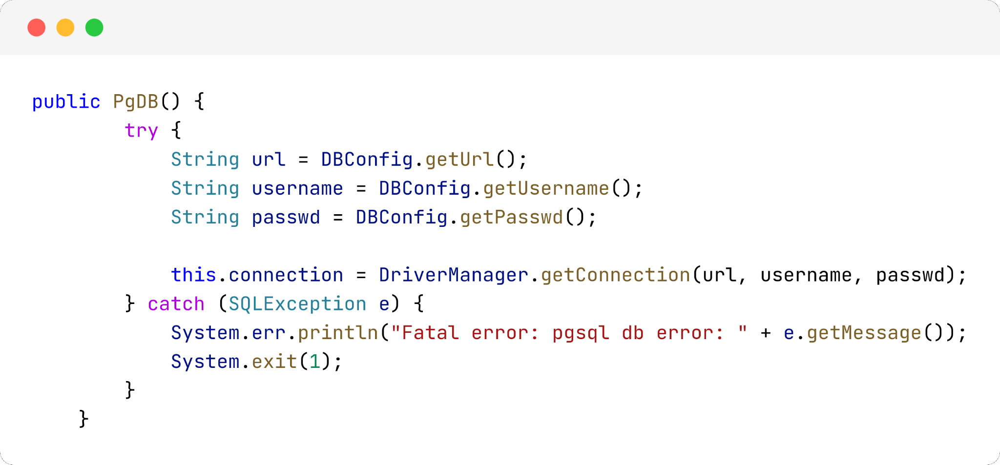 public PgDB() {
        try {
            String url = DBConfig.getUrl();
            String username = DBConfig.getUsername();
            String passwd = DBConfig.getPasswd();

            this.connection = DriverManager.getConnection(url, username, passwd);
        } catch (SQLException e) {
            System.err.println("Fatal error: pgsql db error: " + e.getMessage());
            System.exit(1);
        }
    }